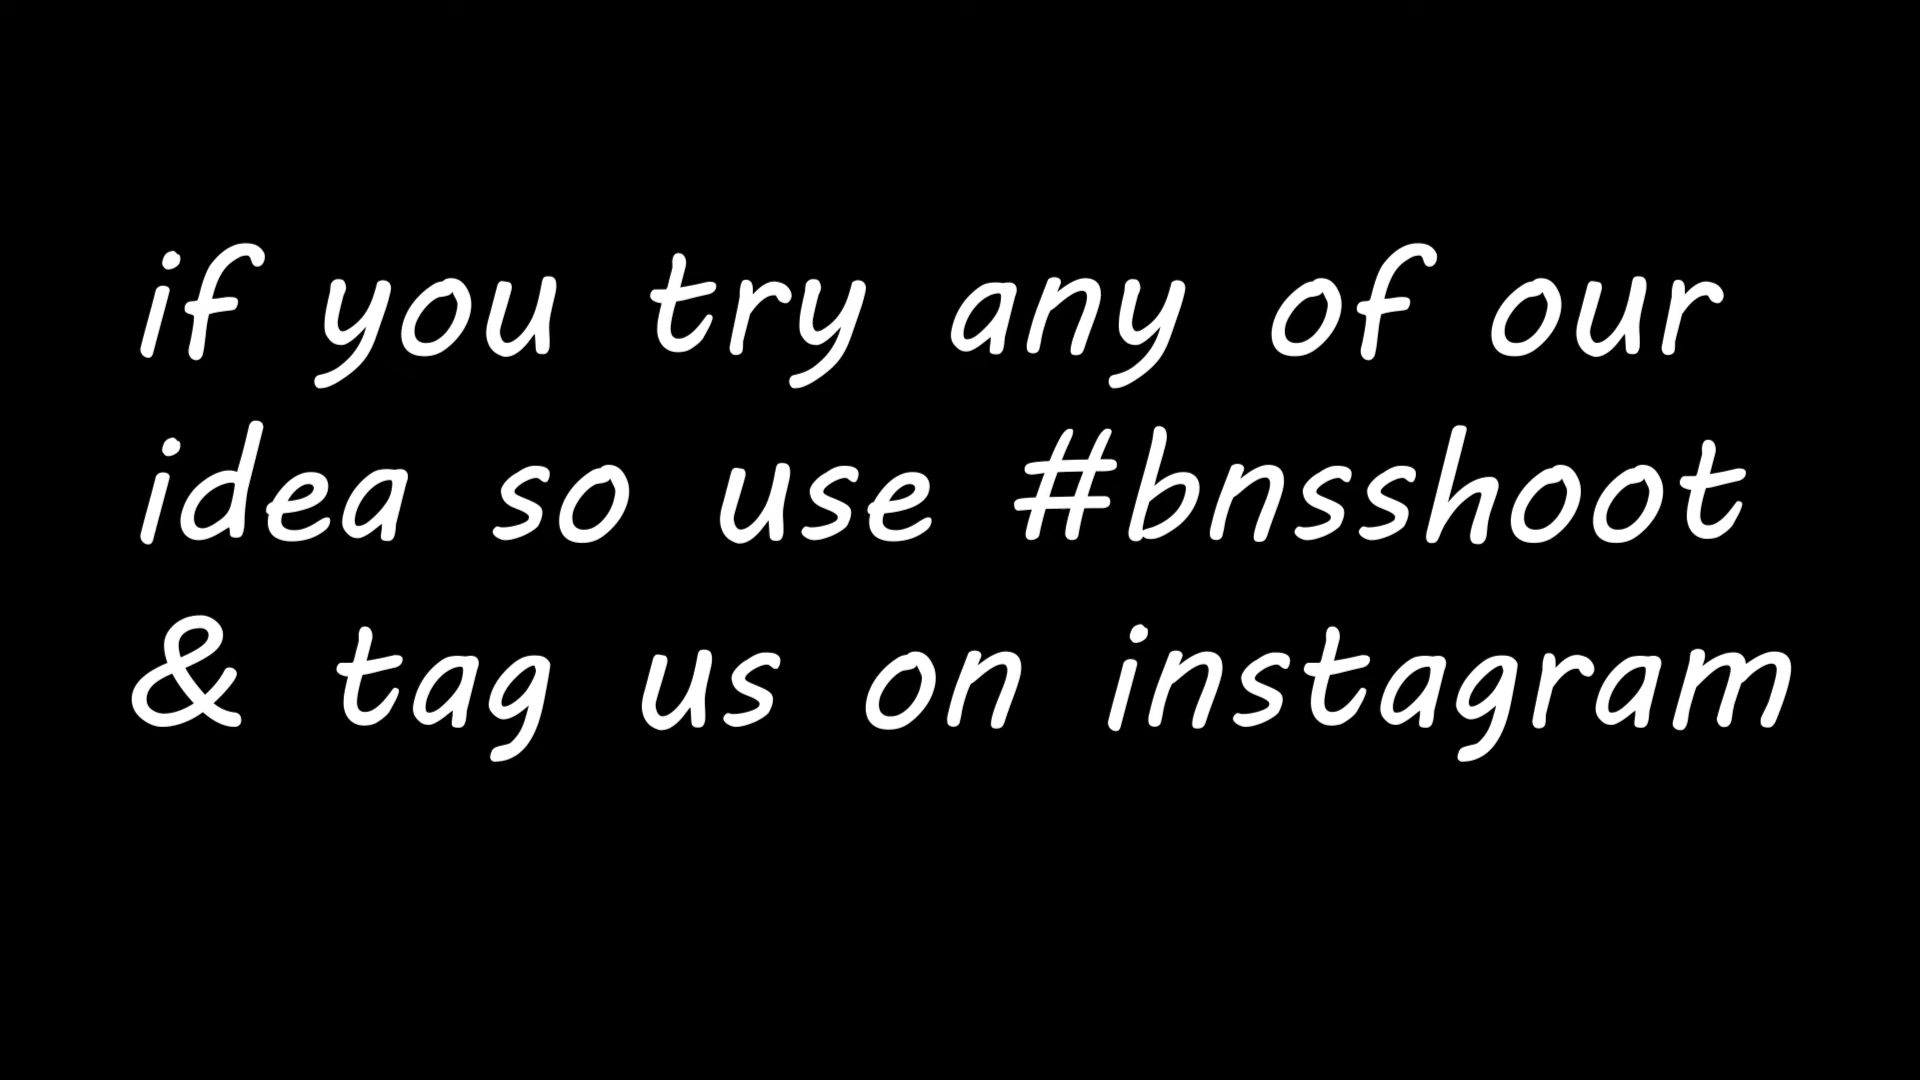 if you try any of our
idea so use #bnsshoot
& tag us on instagram